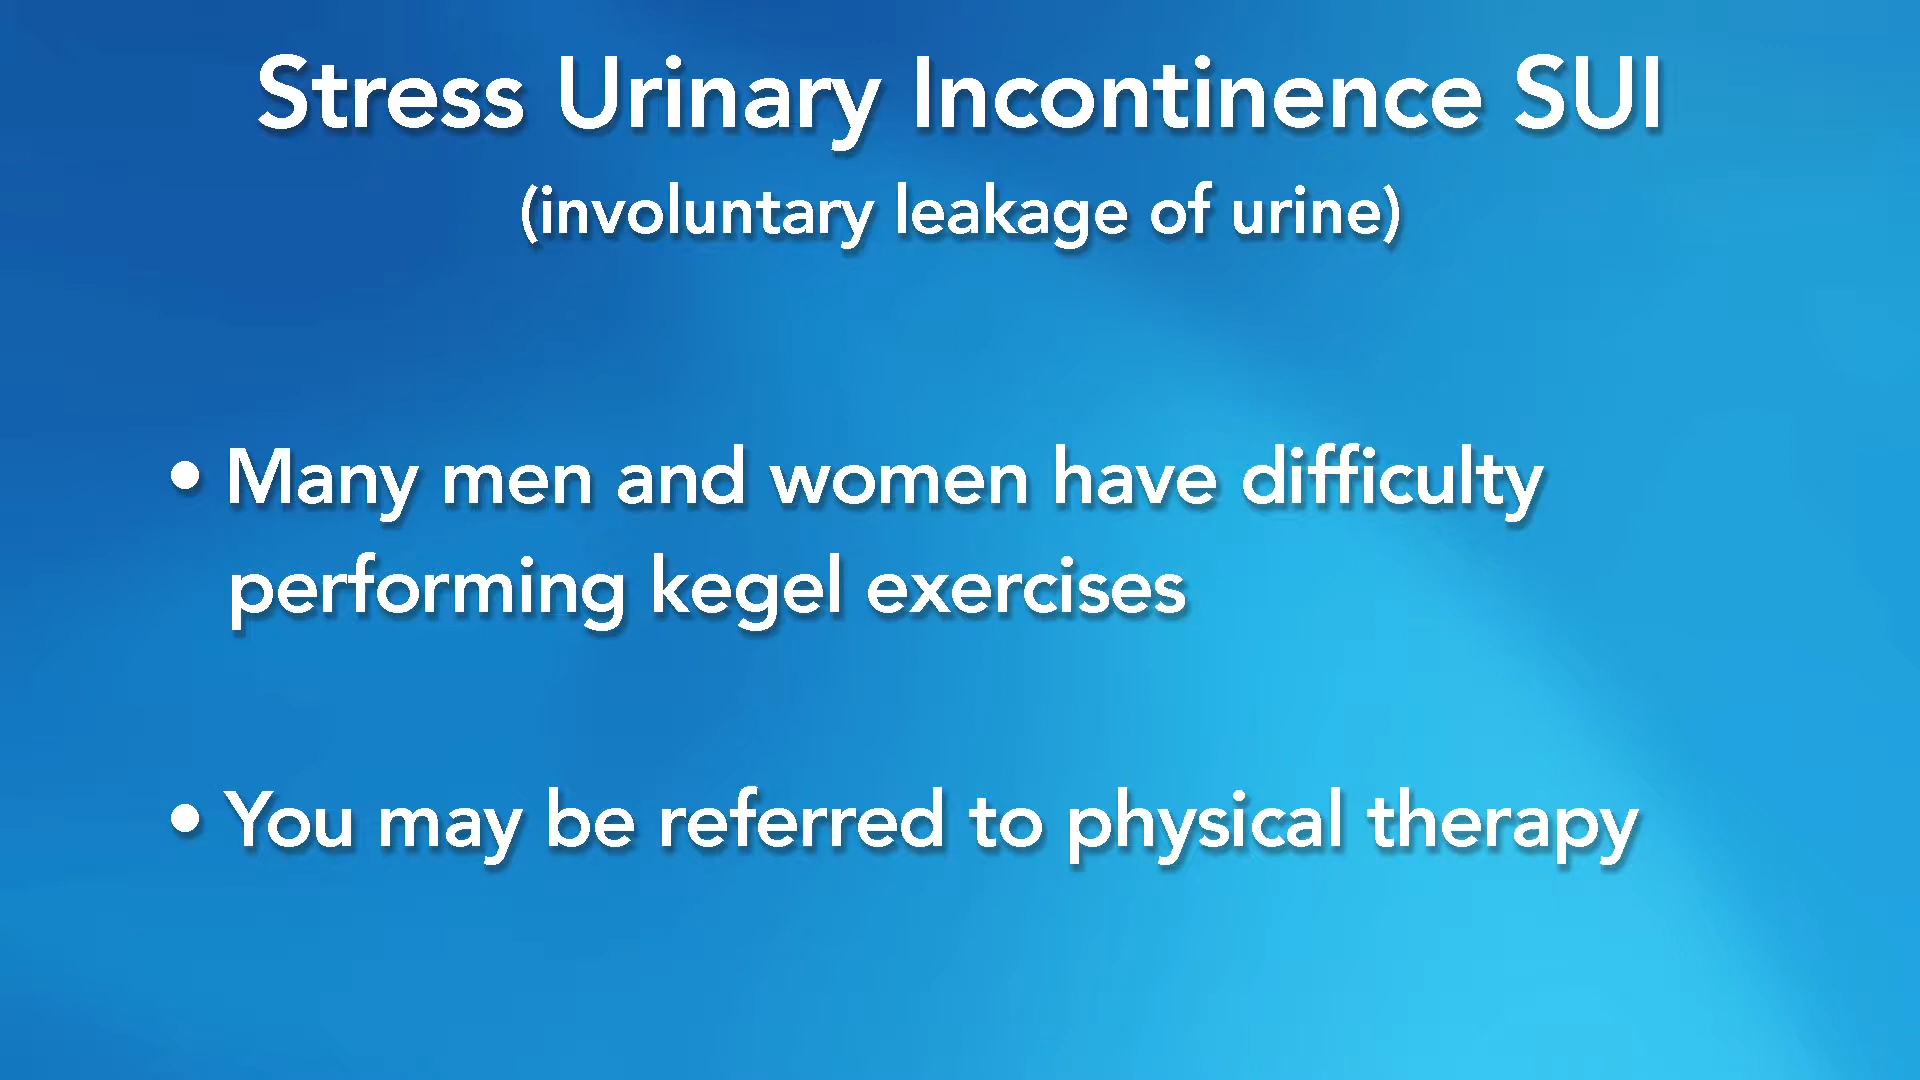 Stress Urinary Incontinence SUI
(involuntary leakage of urine)
• Many men and women have difficulty
performing kegel exercises
• You may be referred to physical therapy